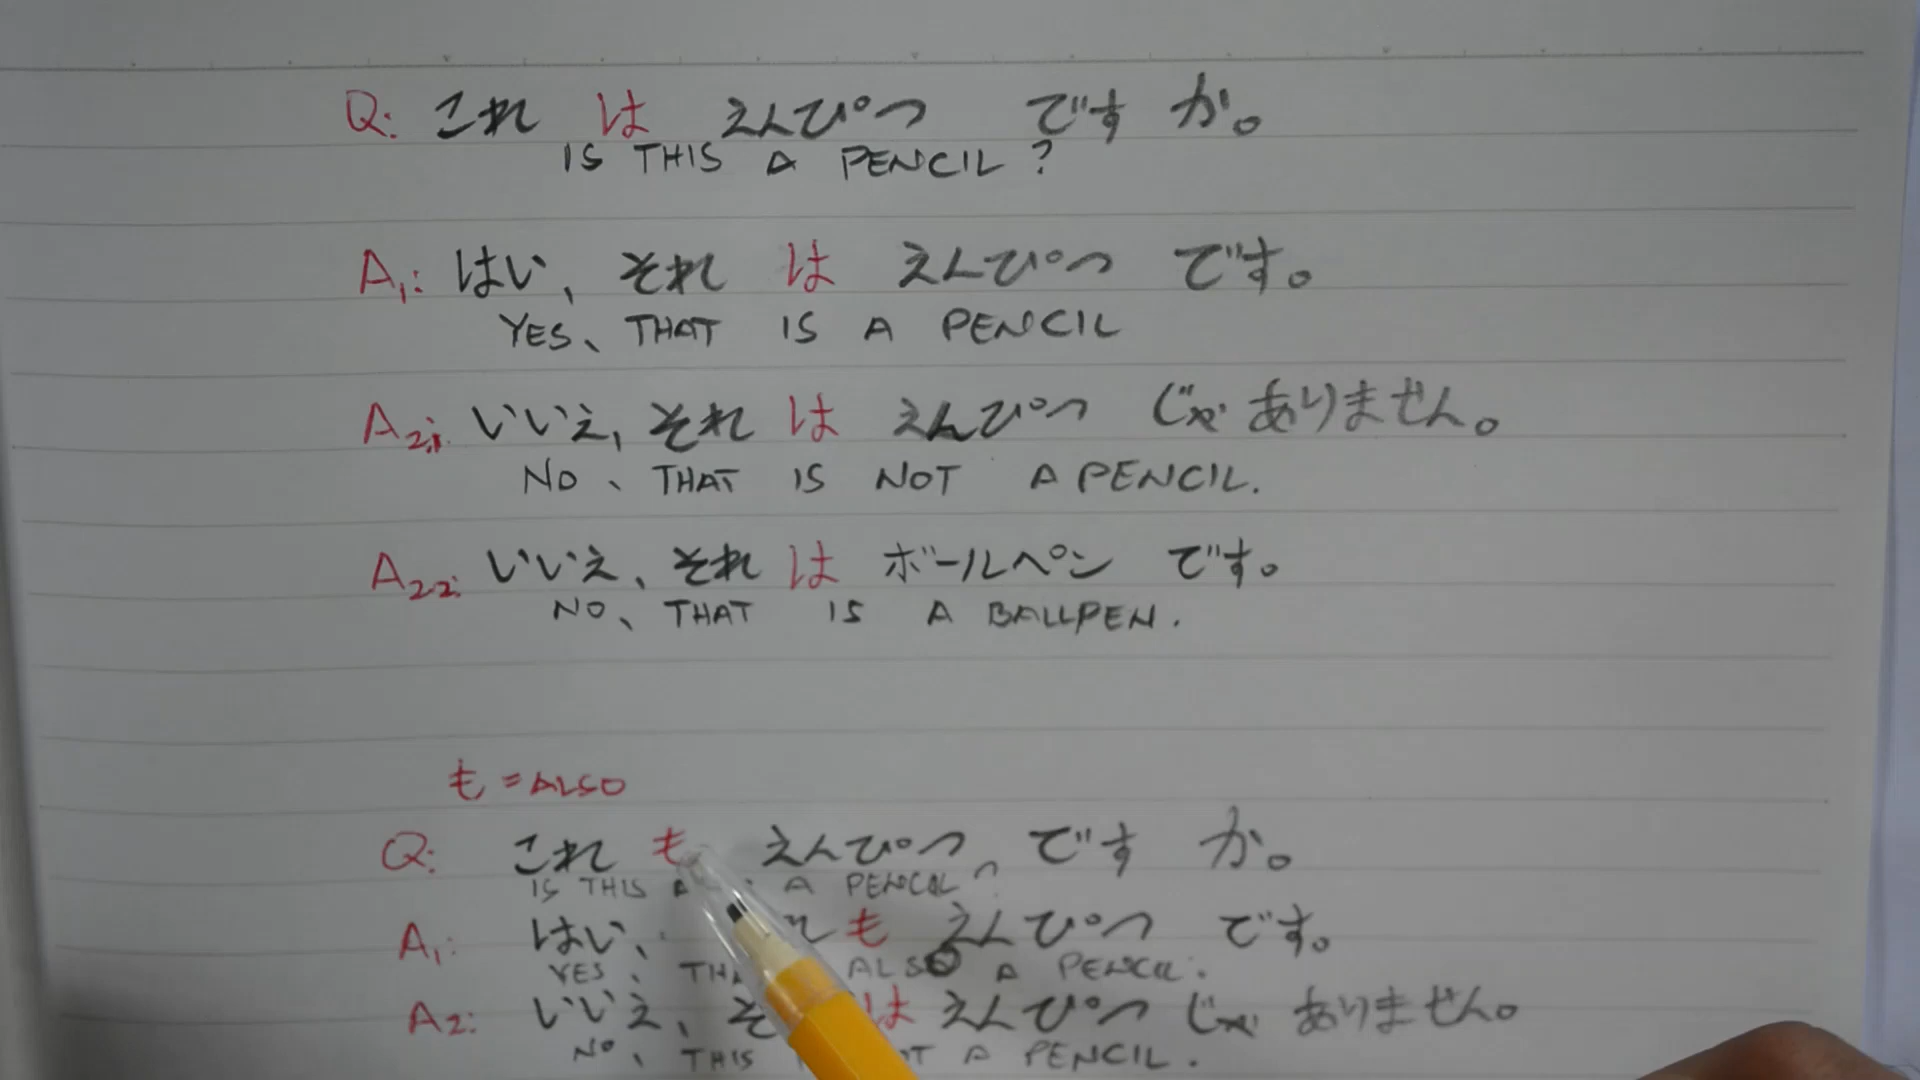 Q: これ は えんぴつ です か。
IS THIS A PENCIL?
A1: はい、それ は えんぴつ です。
YES、THAT IS A PENCIL
A21: いいえ、それ は えんぴつ じゃ ありません。
NO、THAT IS NOT A PENCIL.
A22: いいえ、それ は ボールペン です。
NO、THAT IS A BALLPEN.
も = ALSO
Q: これ も えんぴつ です か。
IS THIS A PENCIL?
A1: はい、 も えんぴつ です。
YES、 ALSO A PENCIL.
A2: いいえ、 は えんぴつ じゃ ありません。
NO、THIS A PENCIL.